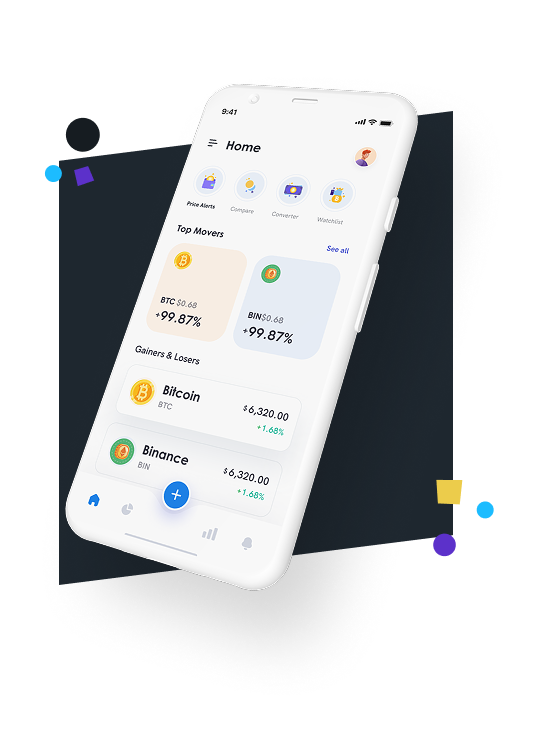 9:41
Home
Price Alerts
Compare
Converter
Watchlist
Top Movers
See all
BTC $0.68
+99.87%
BIN$0.68
+99.87%
Gainers & Losers
Bitcoin
BTC
$6,320.00
+1.68%
Binance
BIN
$6,320.00
+1.68%